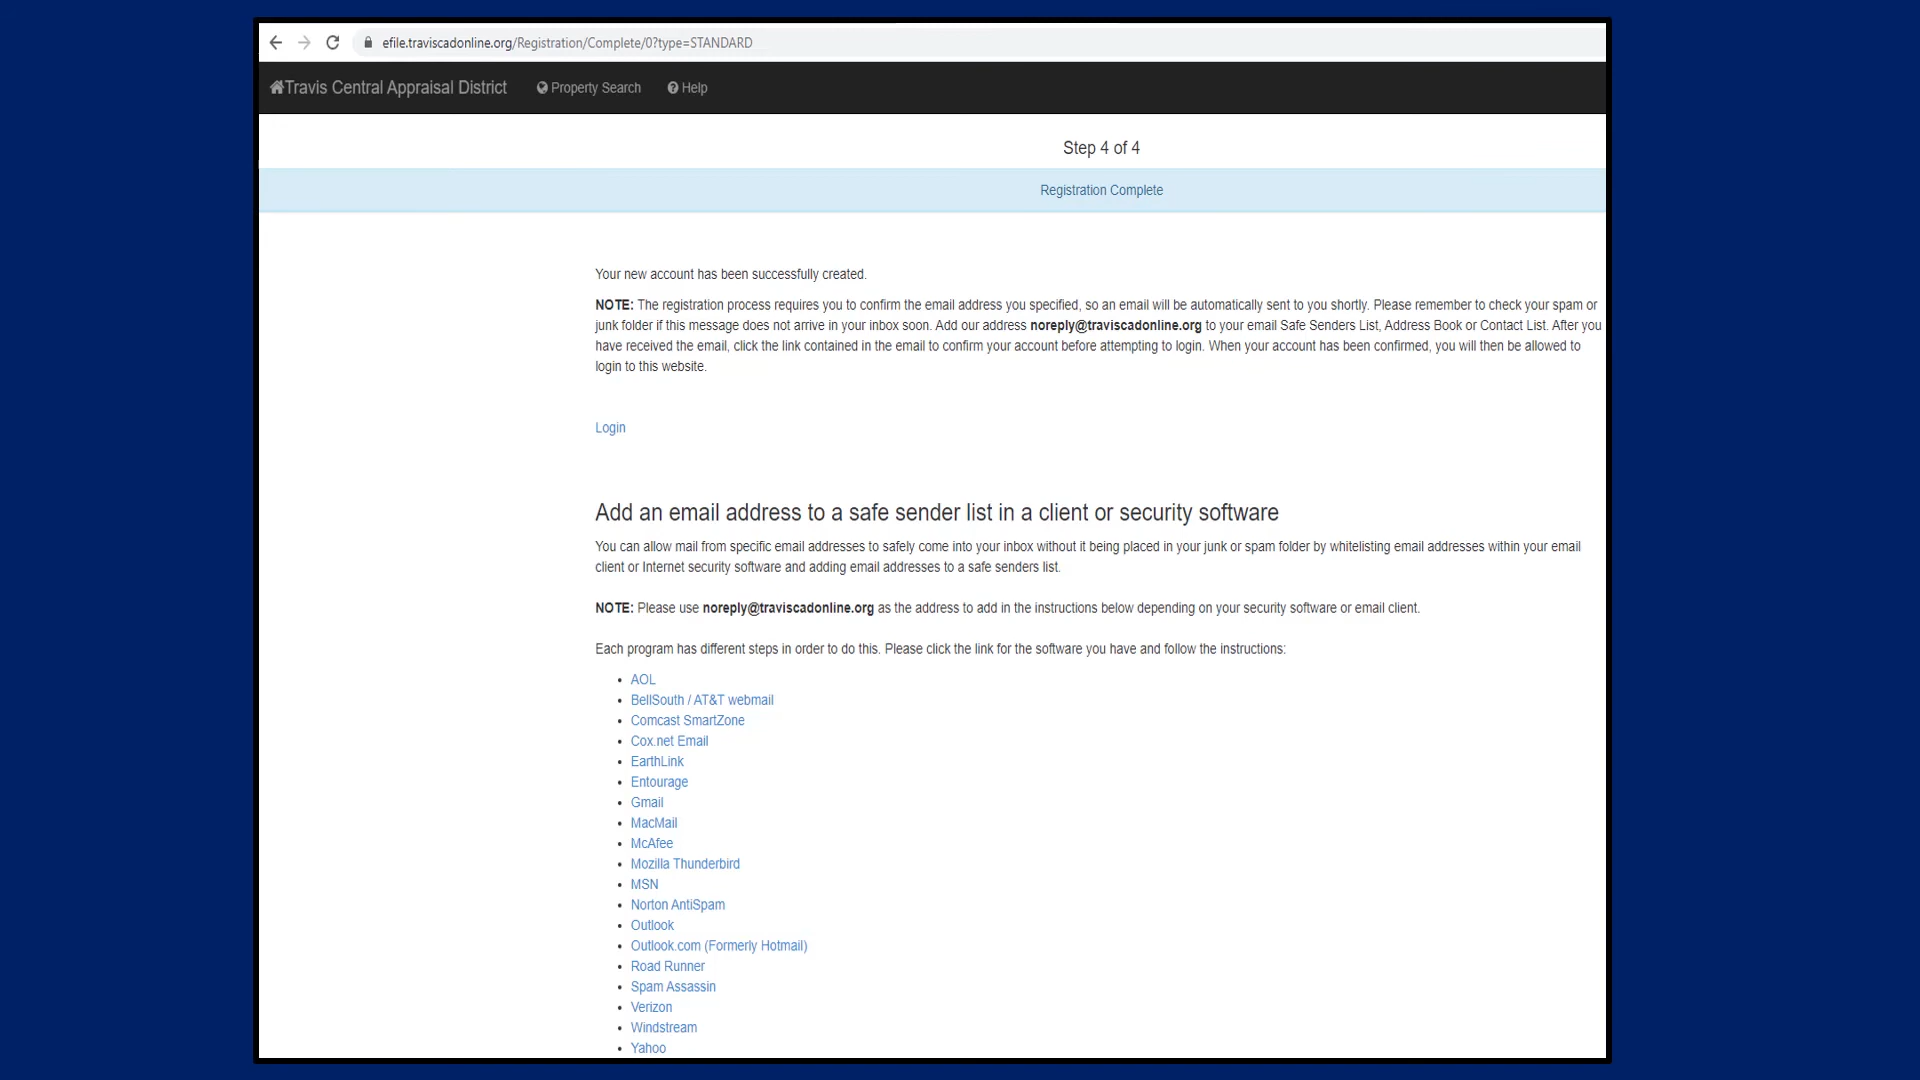 efile.traviscadonline.org/Registration/Complete/0?type=STANDARD
Travis Central Appraisal District Property Search Help
Step 4 of 4
Registration Complete
Your new account has been successfully created.
NOTE: The registration process requires you to confirm the email address you specified, so an email will be automatically sent to you shortly. Please remember to check your spam or
junk folder if this message does not arrive in your inbox soon. Add our address noreply@traviscadonline.org to your email Safe Senders List, Address Book or Contact List. After you
have received the email, click the link contained in the email to confirm your account before attempting to login. When your account has been confirmed, you will then be allowed to
login to this website.
Login
Add an email address to a safe sender list in a client or security software
You can allow mail from specific email addresses to safely come into your inbox without it being placed in your junk or spam folder by whitelisting email addresses within your email
client or Internet security software and adding email addresses to a safe senders list.
NOTE: Please use noreply@traviscadonline.org as the address to add in the instructions below depending on your security software or email client.
Each program has different steps in order to do this. Please click the link for the software you have and follow the instructions:
• AOL
• BellSouth / AT&T webmail
• Comcast SmartZone
• Cox.net Email
• EarthLink
• Entourage
• Gmail
• MacMail
• McAfee
• Mozilla Thunderbird
• MSN
• Norton AntiSpam
• Outlook
• Outlook.com (Formerly Hotmail)
• Road Runner
• Spam Assassin
• Verizon
• Windstream
• Yahoo